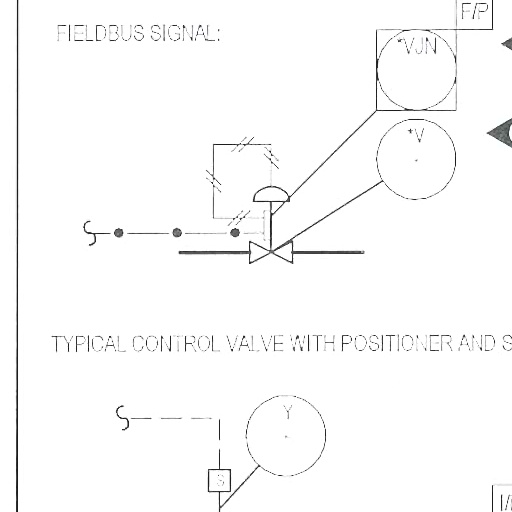 F/P
FIELDBUS SIGNAL:
*VJN
*V
TYPICAL CONTROL VALVE WITH POSITIONER AND S
Y
S
I/